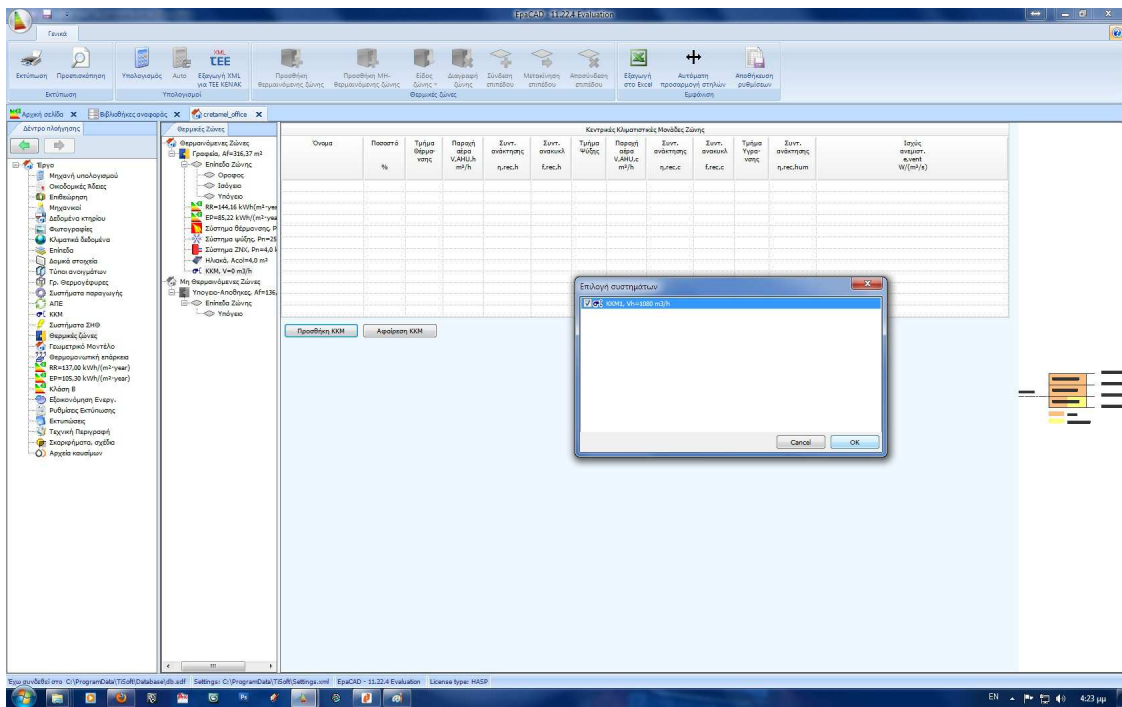 EpaCAD - 11.22.4 Evaluation
Γενικά
Εκτύπωση Προεπισκόπηση Υπολογισμός Auto Εξαγωγή XML για ΤΕΕ ΚΕΝΑΚ Προσθήκη Θερμαινόμενης Ζώνης Προσθήκη ΜΗ-Θερμαινόμενης Ζώνης Είδος ζώνης Διαγραφή ζώνης Σύνδεση επιπέδου Μετακίνηση επιπέδου Αποσύνδεση επιπέδου Εξαγωγή στο Excel Αυτόματη προσαρμογή στηλών Αποθήκευση ρυθμίσεων
XML TEE
Εκτύπωση Υπολογισμοί Θερμικές ζώνες Εμφάνιση
Αρχική σελίδα Βιβλιοθήκες αναφοράς cretamel_office
Δέντρο πλοήγησης
Έργο
Μηχανή υπολογισμού
Οικοδομικές Άδειες
Επιθεώρηση
Μηχανικοί
Δεδομένα κτηρίου
Φωτογραφίες
Κλιματικά δεδομένα
Επίπεδα
Δομικά στοιχεία
Τύποι ανοιγμάτων
Γρ. Θερμογέφυρες
Συστήματα παραγωγής
ΑΠΕ
ΚΚΜ
Συστήματα ΣΗΘ
Θερμικές ζώνες
Γεωμετρικό Μοντέλο
Θερμομονωτική επάρκεια
RR=137,00 kWh/(m²·year)
EP=105,30 kWh/(m²·year)
Κλάση Β
Εξοικονόμηση Ενεργ.
Ρυθμίσεις Εκτύπωσης
Εκτυπώσεις
Τεχνική Περιγραφή
Σκαριφήματα, σχέδια
Αρχεία καυσίμων
Θερμικές Ζώνες
Θερμαινόμενες Ζώνες
Γραφεία, Af=316,37 m²
Επίπεδα Ζώνης
Οροφος
Ισόγειο
Υπόγειο
RR=144,16 kWh/(m²·yea
EP=85,22 kWh/(m²·yea
Σύστημα Θέρμανσης, P
Σύστημα ψύξης, Pn=25
Σύστημα ΖΝΧ, Pn=4,0 k
Ηλιακά, Acol=4,0 m²
ΚΚΜ, V=0 m3/h
Μη Θερμαινόμενες Ζώνες
Υπογειο-Αποθηκες, Af=136,
Επίπεδα Ζώνης
Υπόγειο
Κεντρικές Κλιματιστικές Μονάδες Ζώνης
Όνομα
Ποσοστό %
Τμήμα Θέρμανσης
Παροχή αέρα V,AHU,h m³/h
Συντ. ανάκτησης η,rec,h
Συντ. ανακυκλ f,rec,h
Τμήμα Ψύξης
Παροχή αέρα V,AHU,c m³/h
Συντ. ανάκτησης η,rec,c
Συντ. ανακυκλ f,rec,c
Τμήμα Υγρανσης
Συντ. ανάκτησης η,rec,hum
Ισχύς ανεμιστ. e,vent W/(m³/s)
Προσθήκη ΚΚΜ Αφαίρεση ΚΚΜ
Επιλογή συστημάτων
ΚΚΜ1, Vh=1080 m3/h
Cancel OK
Έχω συνδεθεί στο C:\ProgramData\TiSoft\Database\db.sdf Settings: C:\ProgramData\TiSoft\Settings.xml EpaCAD - 11.22.4 Evaluation License type: HASP
EN 4:23 μμ